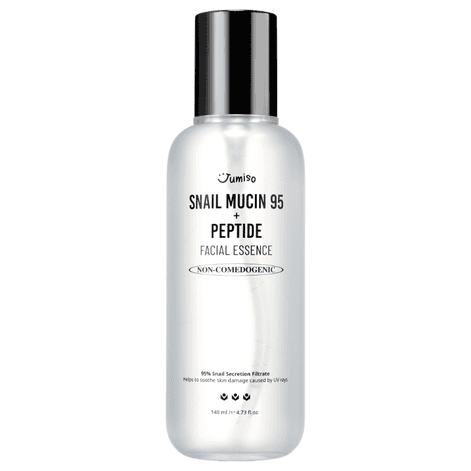 Jumiso
SNAIL MUCIN 95
+
PEPTIDE
FACIAL ESSENCE
NON-COMEDOGENIC
95% Snail Secretion Filtrate
Helps to soothe skin damage caused by UV rays
140 ml / ℮ 4.73 fl.oz